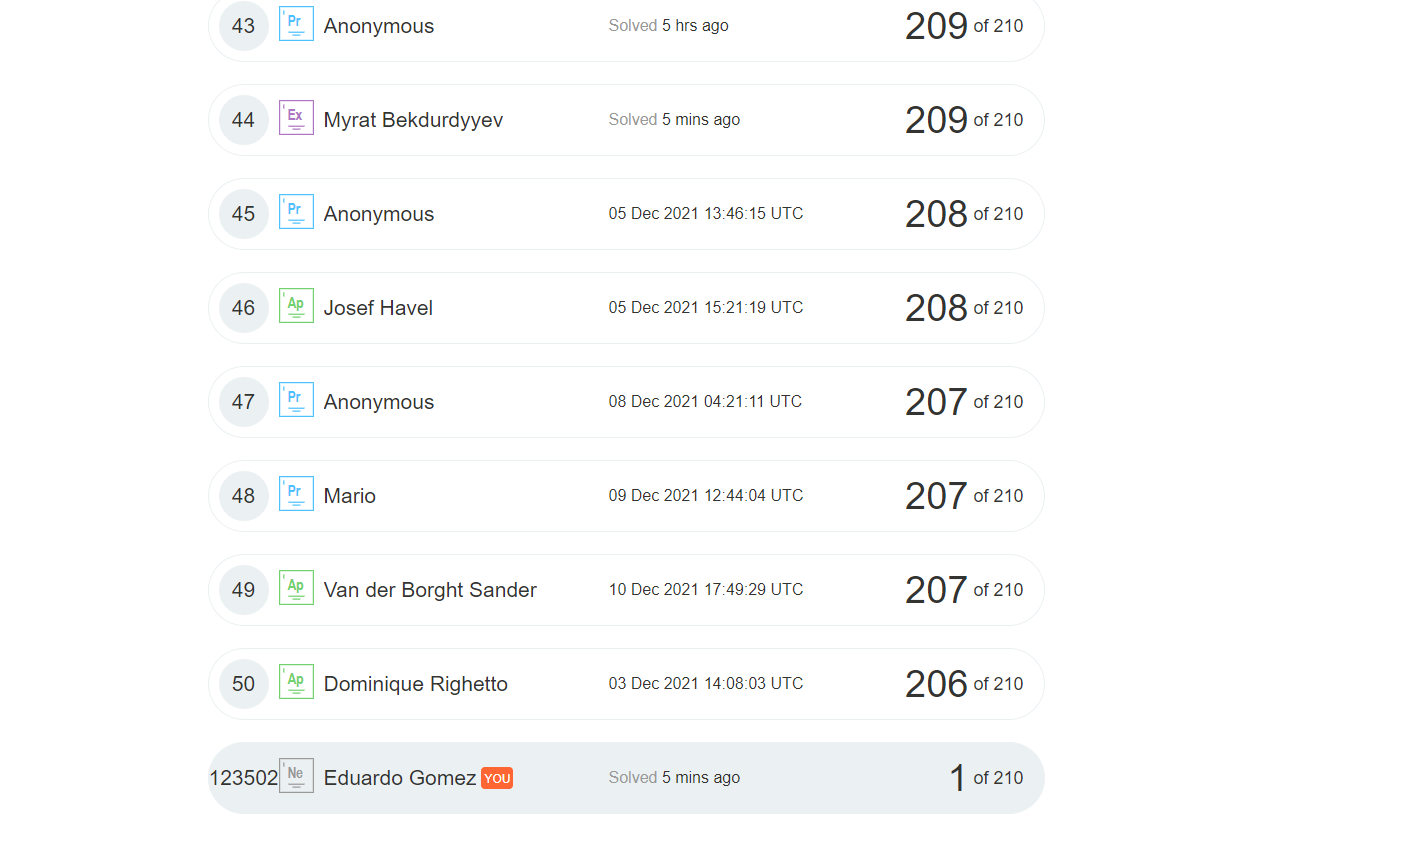 43 Pr Anonymous Solved 5 hrs ago 209 of 210
44 Ex Myrat Bekdurdyyev Solved 5 mins ago 209 of 210
45 Pr Anonymous 05 Dec 2021 13:46:15 UTC 208 of 210
46 Ap Josef Havel 05 Dec 2021 15:21:19 UTC 208 of 210
47 Pr Anonymous 08 Dec 2021 04:21:11 UTC 207 of 210
48 Pr Mario 09 Dec 2021 12:44:04 UTC 207 of 210
49 Ap Van der Borght Sander 10 Dec 2021 17:49:29 UTC 207 of 210
50 Ap Dominique Righetto 03 Dec 2021 14:08:03 UTC 206 of 210
123502 Ne Eduardo Gomez YOU Solved 5 mins ago 1 of 210